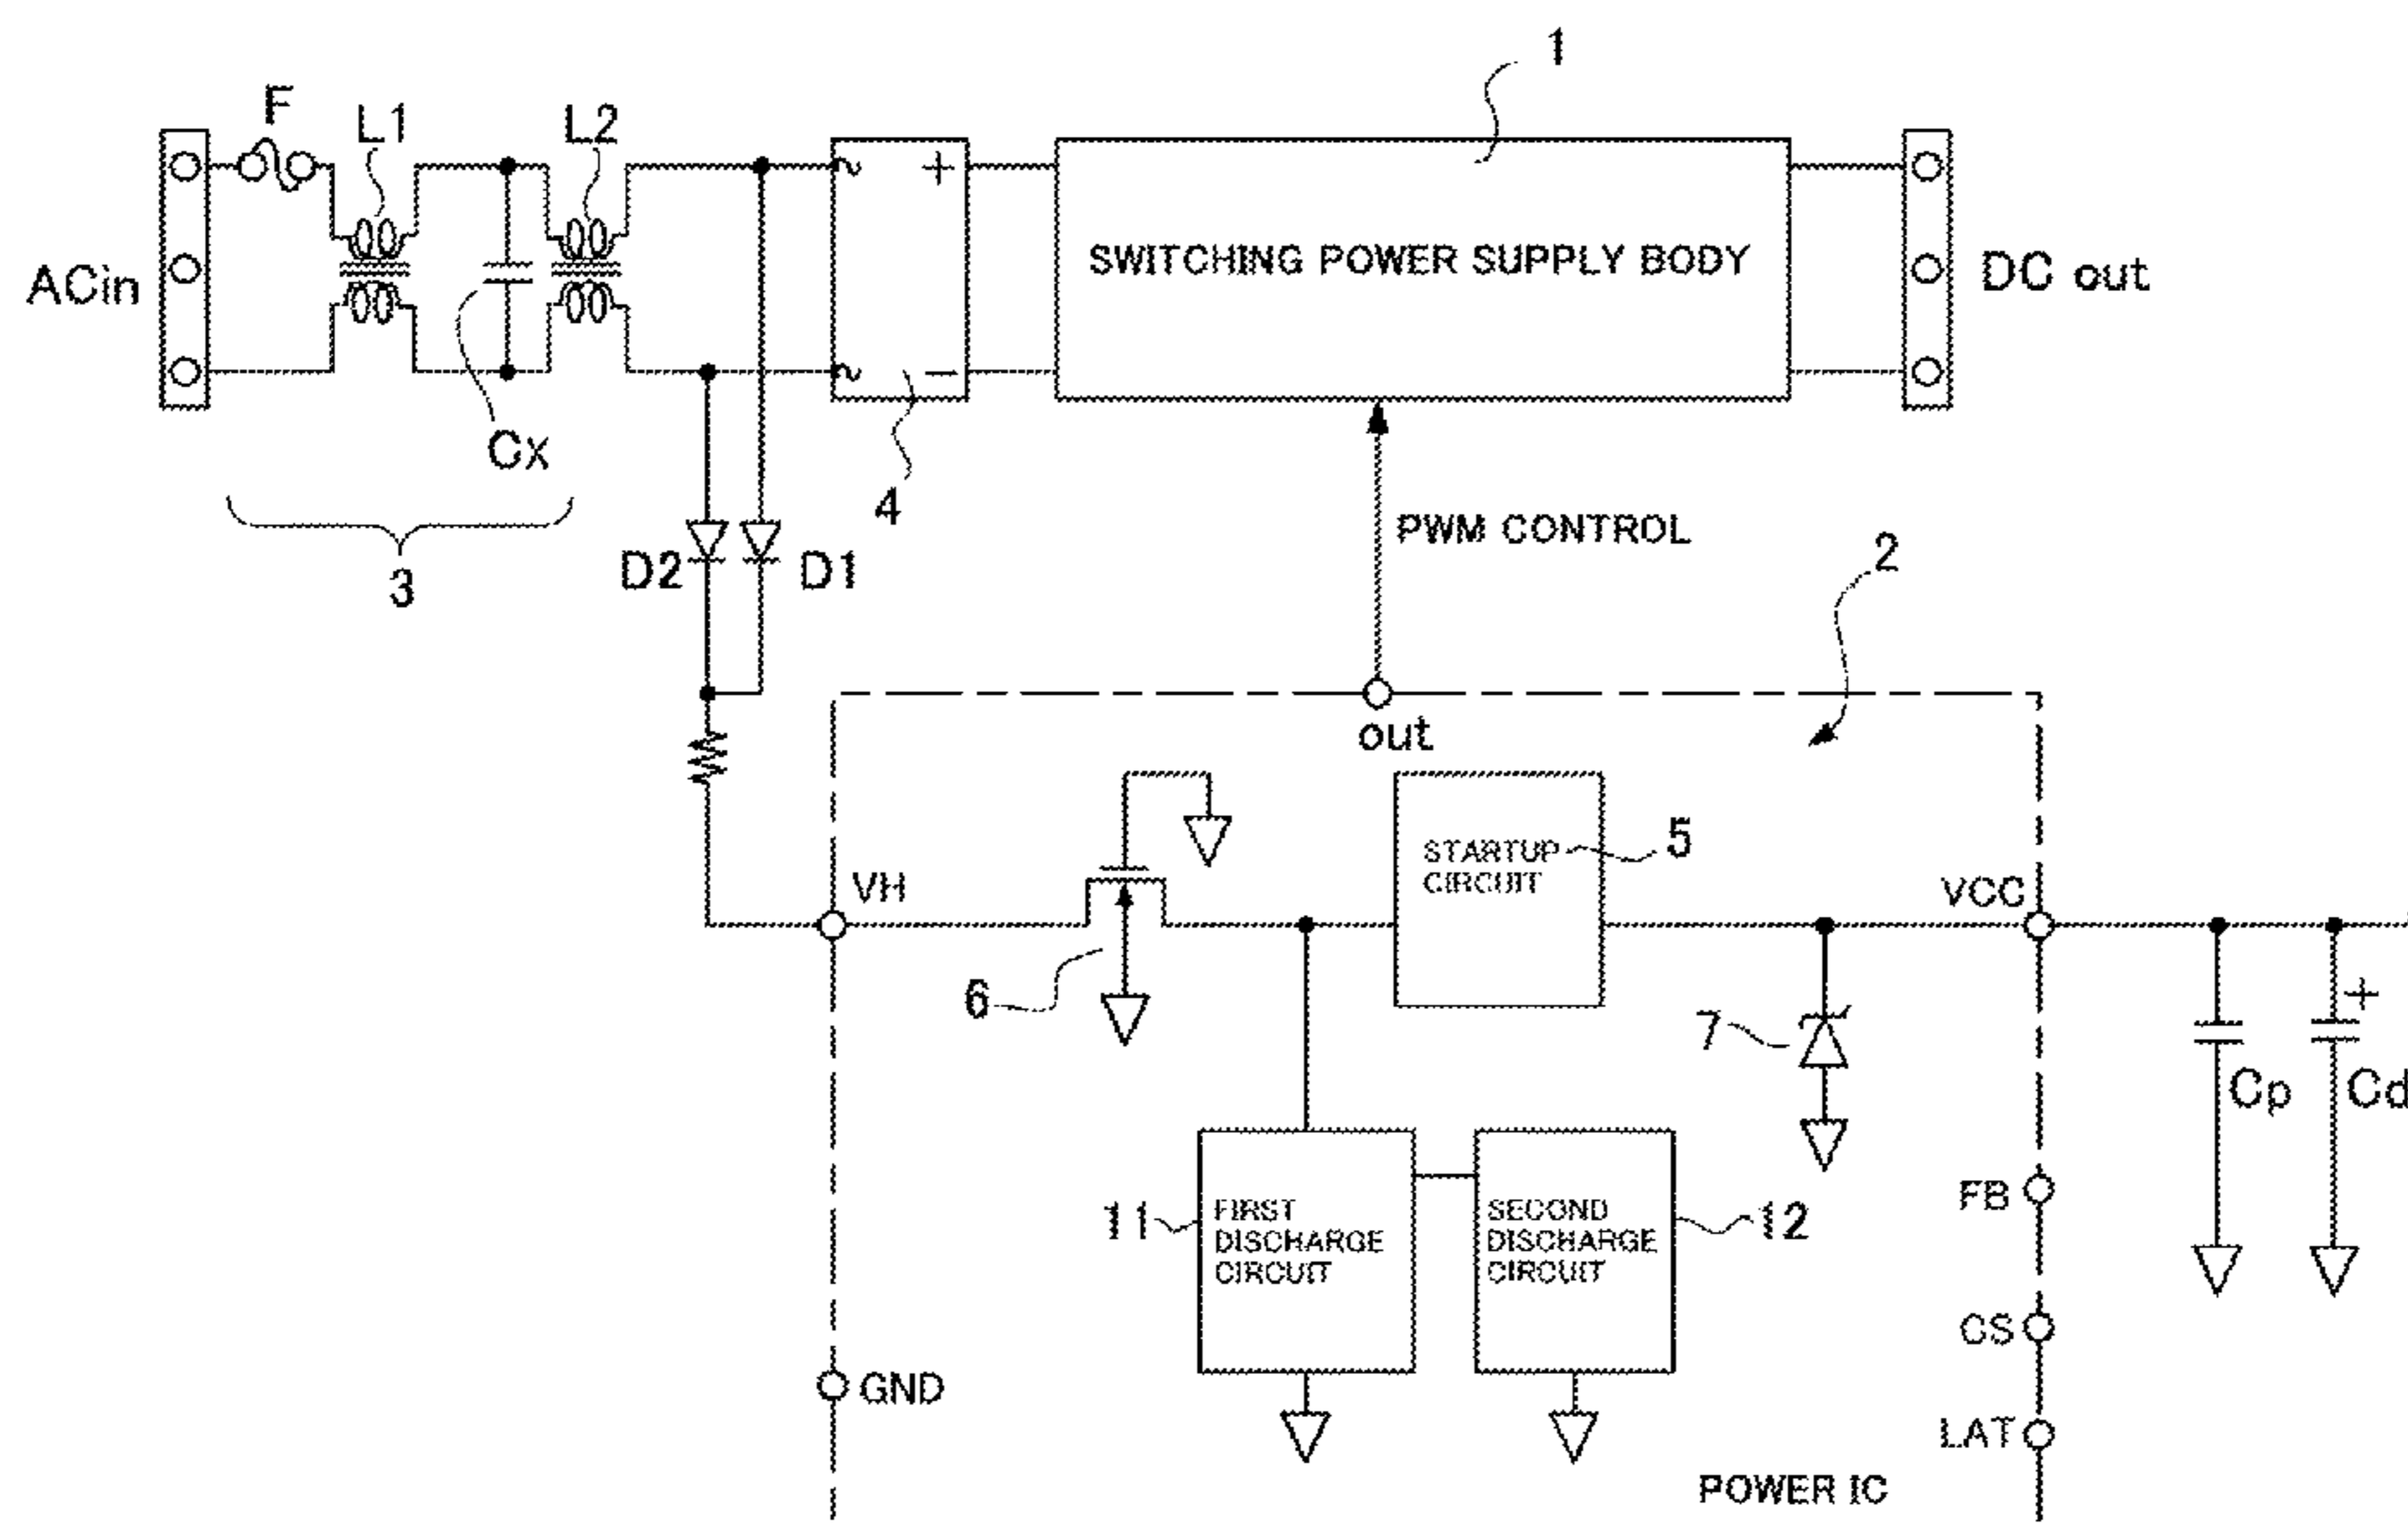 1
F
L1
L2
+
SWITCHING POWER SUPPLY BODY
ACin
DC out
−
Cx
4
3
PWM CONTROL
D2
D1
2
out
5
STARTUP
CIRCUIT
VH
VCC
6
7
+
Cp
Cd
FB
11
FIRST
DISCHARGE
CIRCUIT
SECOND
DISCHARGE
CIRCUIT
12
CS
GND
LAT
POWER IC